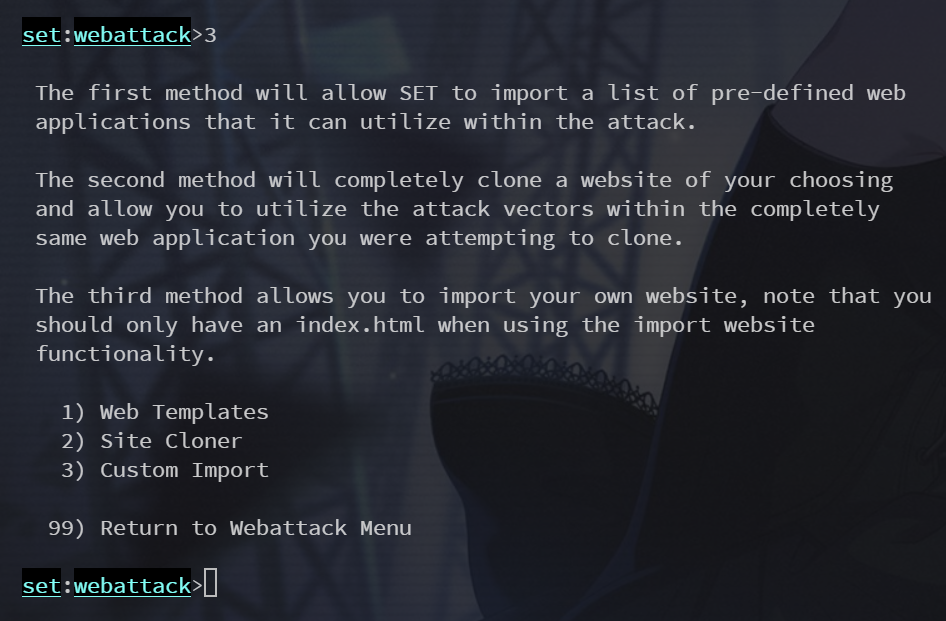 set:webattack>3
The first method will allow SET to import a list of pre-defined web
applications that it can utilize within the attack.
The second method will completely clone a website of your choosing
and allow you to utilize the attack vectors within the completely
same web application you were attempting to clone.
The third method allows you to import your own website, note that you
should only have an index.html when using the import website
functionality.
1) Web Templates
2) Site Cloner
3) Custom Import
99) Return to Webattack Menu
set:webattack>